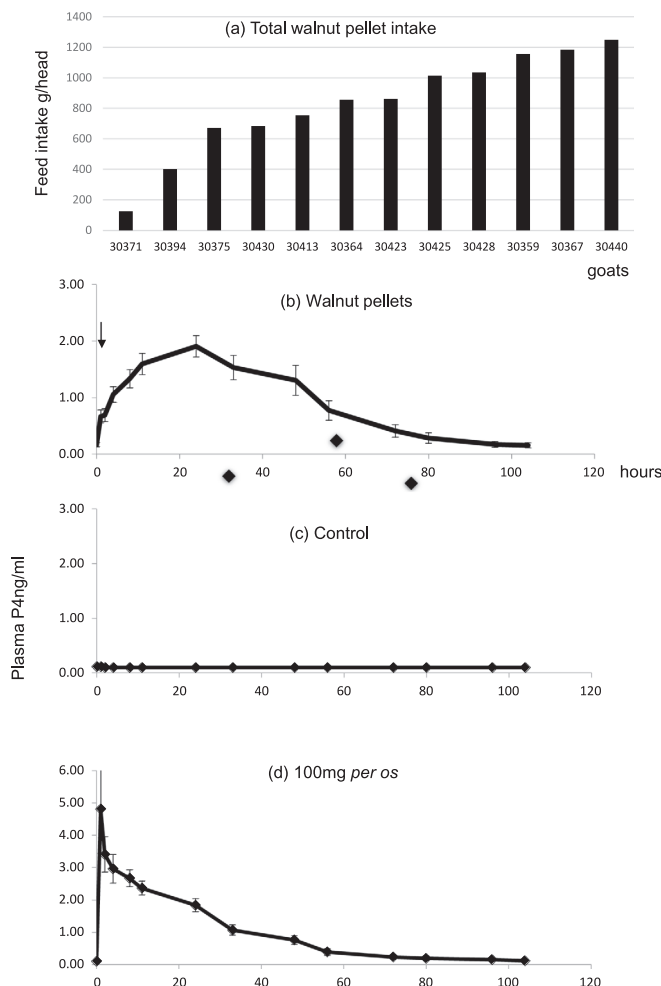 (a) Total walnut pellet intake
Feed intake g/head
1400
1200
1000
800
600
400
200
0
30371 30394 30375 30430 30413 30364 30423 30425 30428 30359 30367 30440
goats
(b) Walnut pellets
3.00
2.00
1.00
0.00
0 20 40 60 80 100 120
hours
(c) Control
Plasma P4ng/ml
3.00
2.00
1.00
0.00
0 20 40 60 80 100 120
(d) 100mg per os
6.00
5.00
4.00
3.00
2.00
1.00
0.00
0 20 40 60 80 100 120